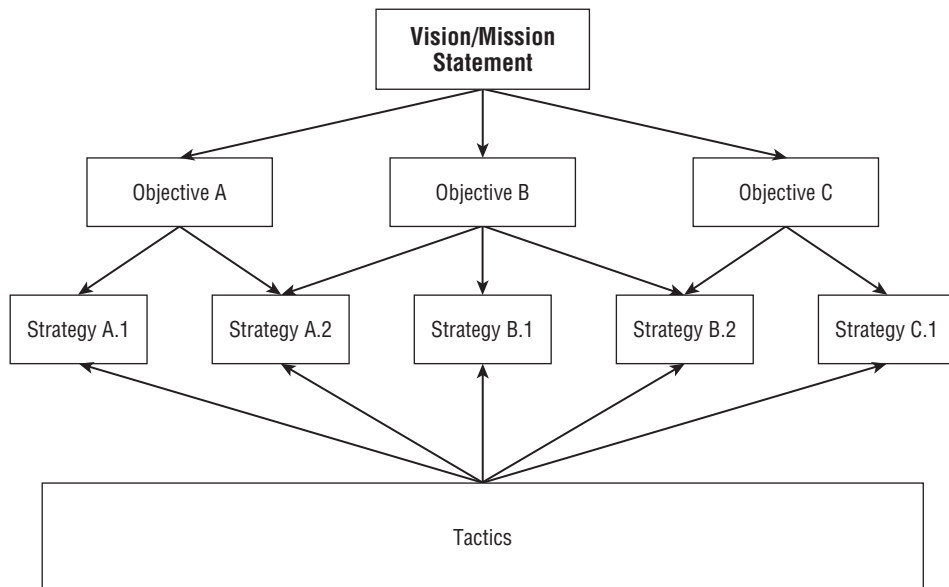 Vision/Mission
Statement
Objective A
Objective B
Objective C
Strategy A.1
Strategy A.2
Strategy B.1
Strategy B.2
Strategy C.1
Tactics